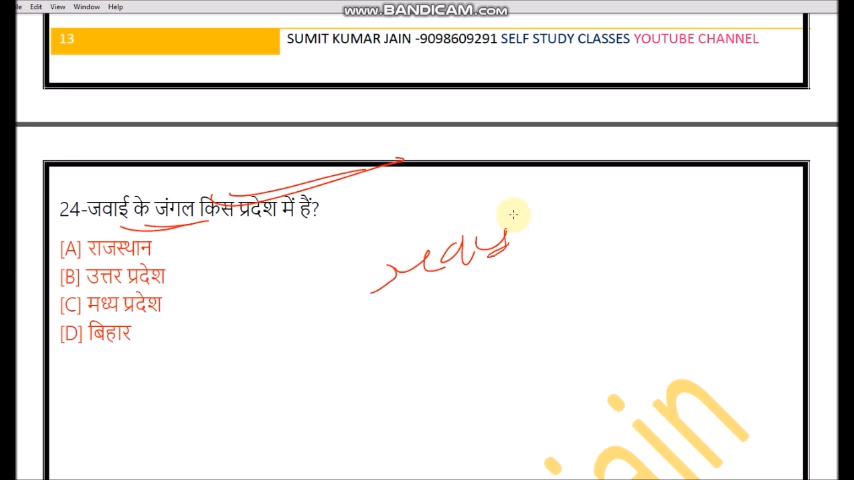 www.BANDICAM.com
Edit View Window Help
13 SUMIT KUMAR JAIN -9098609291 SELF STUDY CLASSES YOUTUBE CHANNEL
24-जवाई के जंगल किस प्रदेश में हैं?
[A] राजस्थान
[B] उत्तर प्रदेश
[C] मध्य प्रदेश
[D] बिहार
jain